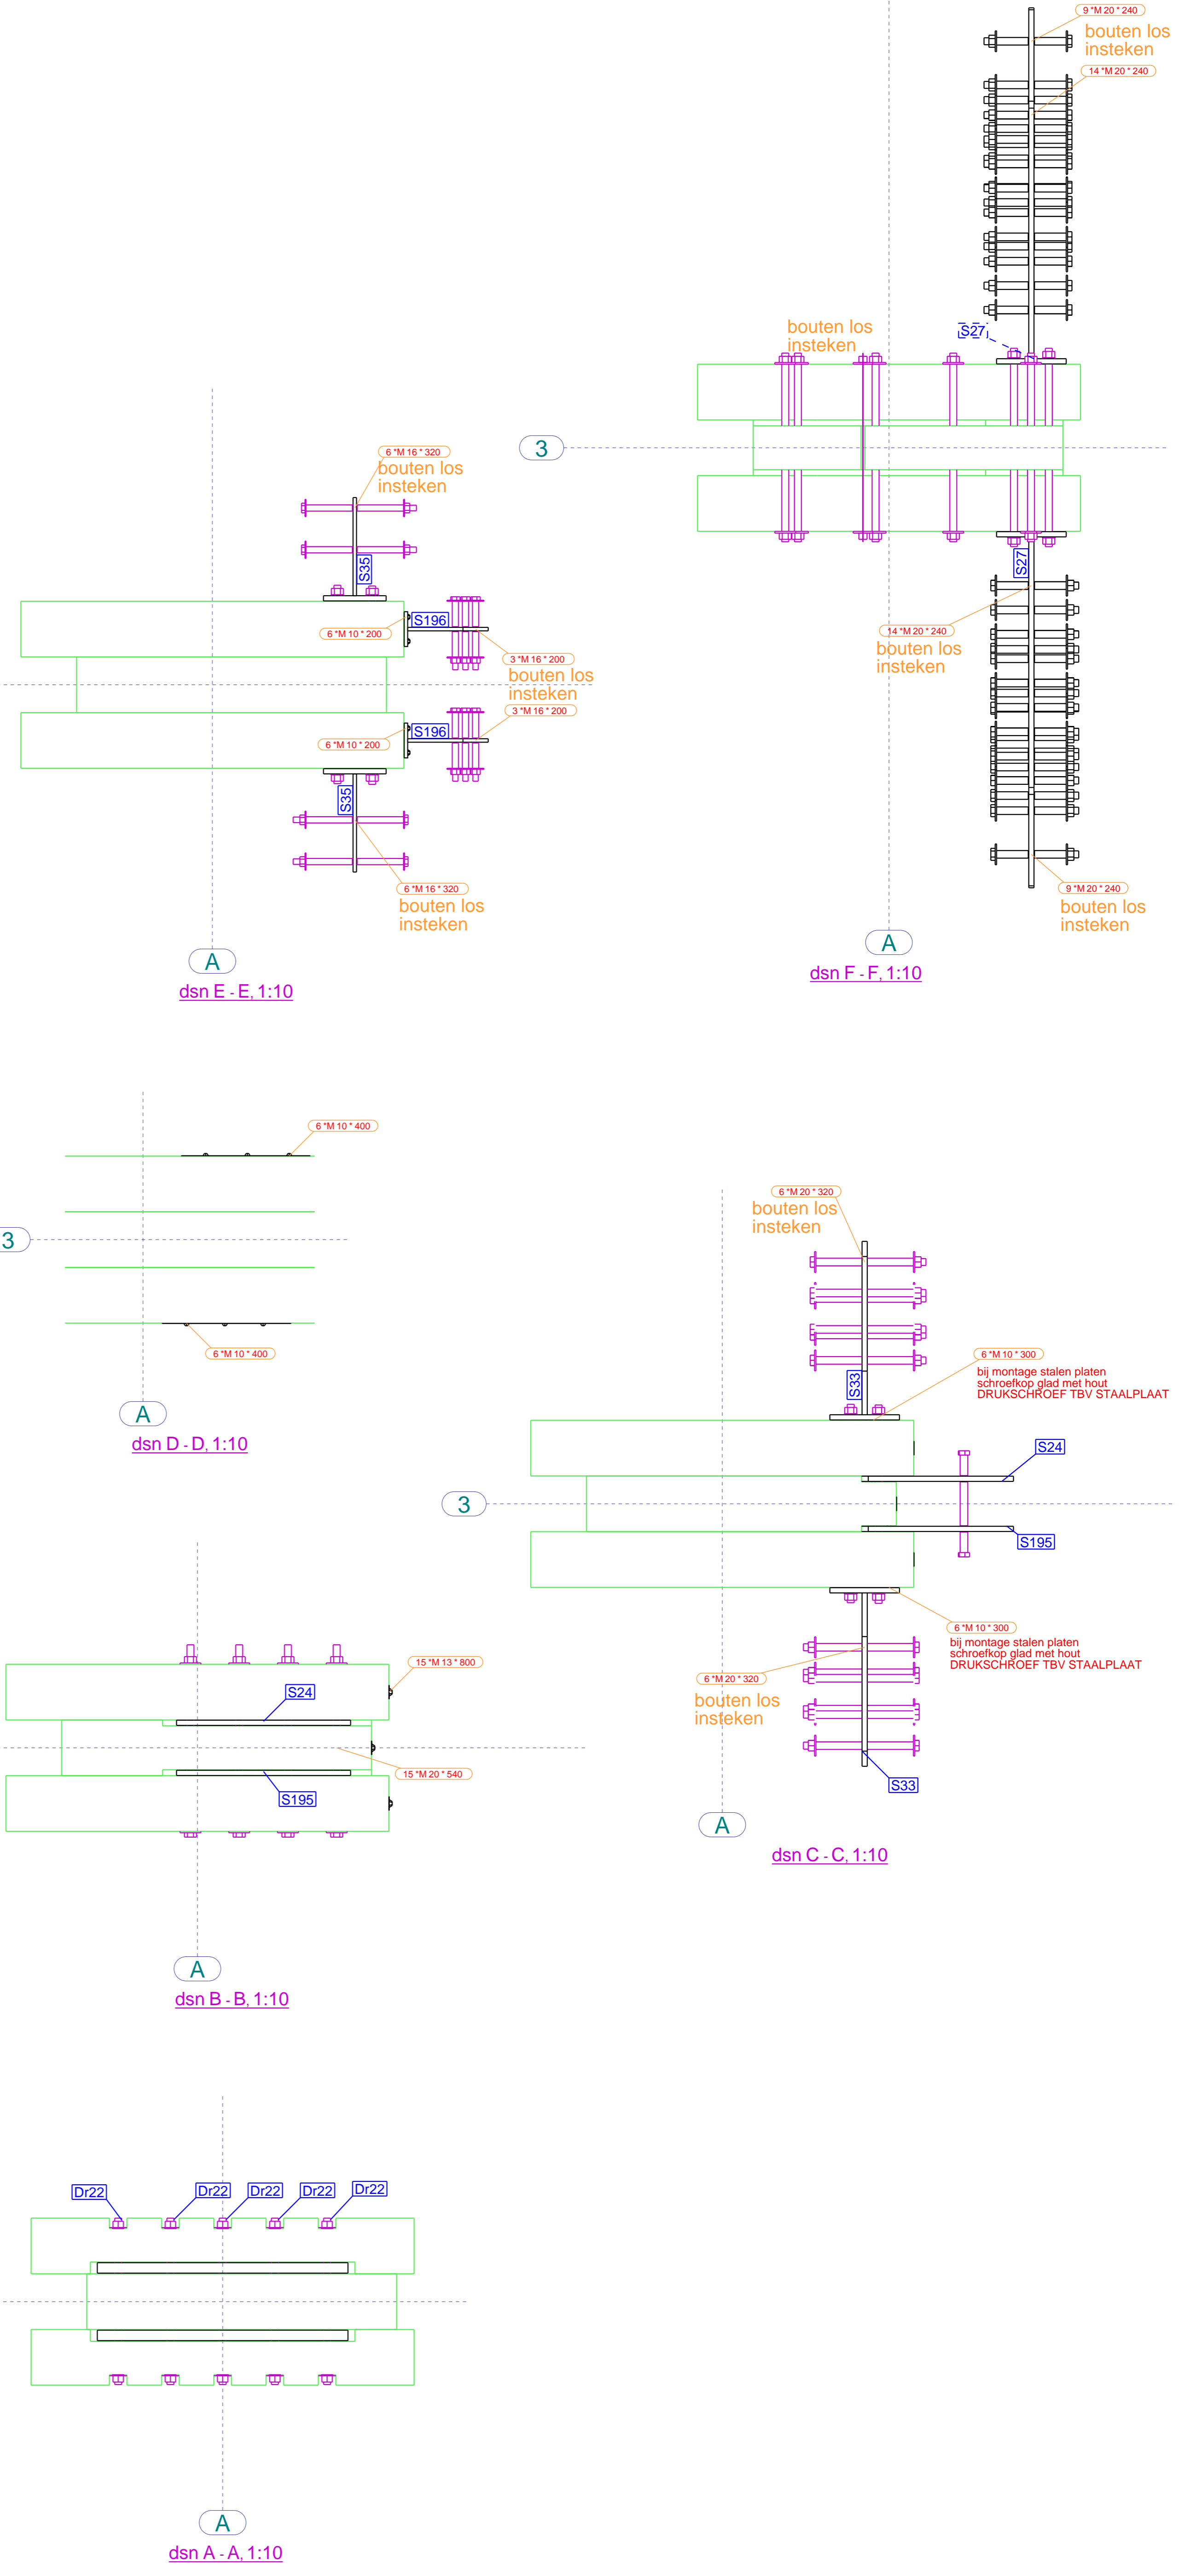 9 *M 20 * 240
bouten los
insteken
14 *M 20 * 240
bouten los
insteken
S27
3
S27
14 *M 20 * 240
bouten los
insteken
9 *M 20 * 240
bouten los
insteken
A
dsn F - F, 1:10
6 *M 16 * 320
bouten los
insteken
S35
S196
6 *M 10 * 200
3 *M 16 * 200
bouten los
insteken
3 *M 16 * 200
S196
6 *M 10 * 200
S35
6 *M 16 * 320
bouten los
insteken
A
dsn E - E, 1:10
6 *M 10 * 400
3
6 *M 10 * 400
A
dsn D - D, 1:10
6 *M 20 * 320
bouten los
insteken
6 *M 10 * 300
bij montage stalen platen
schroefkop glad met hout
DRUKSCHROEF TBV STAALPLAAT
S33
S24
3
S195
6 *M 10 * 300
bij montage stalen platen
schroefkop glad met hout
DRUKSCHROEF TBV STAALPLAAT
6 *M 20 * 320
bouten los
insteken
S33
A
dsn C - C, 1:10
15 *M 13 * 800
S24
15 *M 20 * 540
S195
A
dsn B - B, 1:10
Dr22
Dr22
Dr22
Dr22
Dr22
A
dsn A - A, 1:10